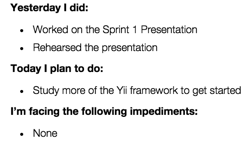 Yesterday I did:
• Worked on the Sprint 1 Presentation
• Rehearsed the presentation
Today I plan to do:
• Study more of the Yii framework to get started
I'm facing the following impediments:
• None